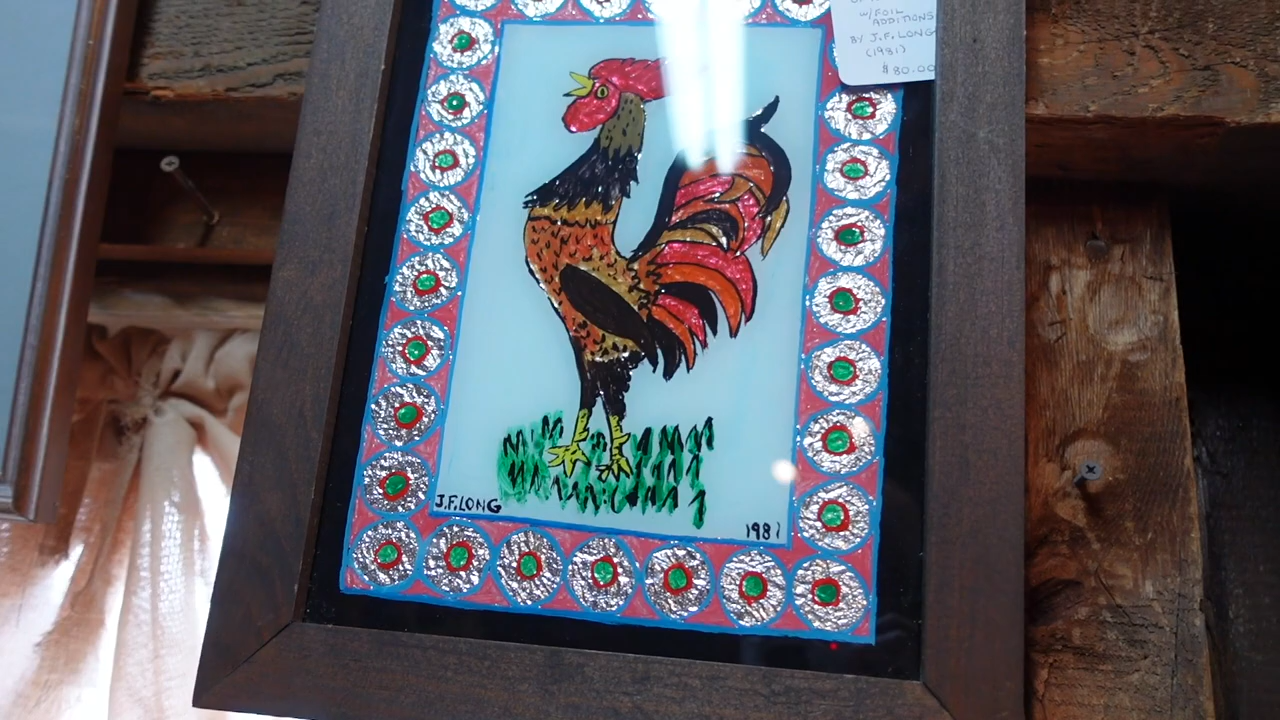 W/FOIL
ADDITIONS
BY J.F. LONG
(1981)
$80.00
J.F.LONG
1981